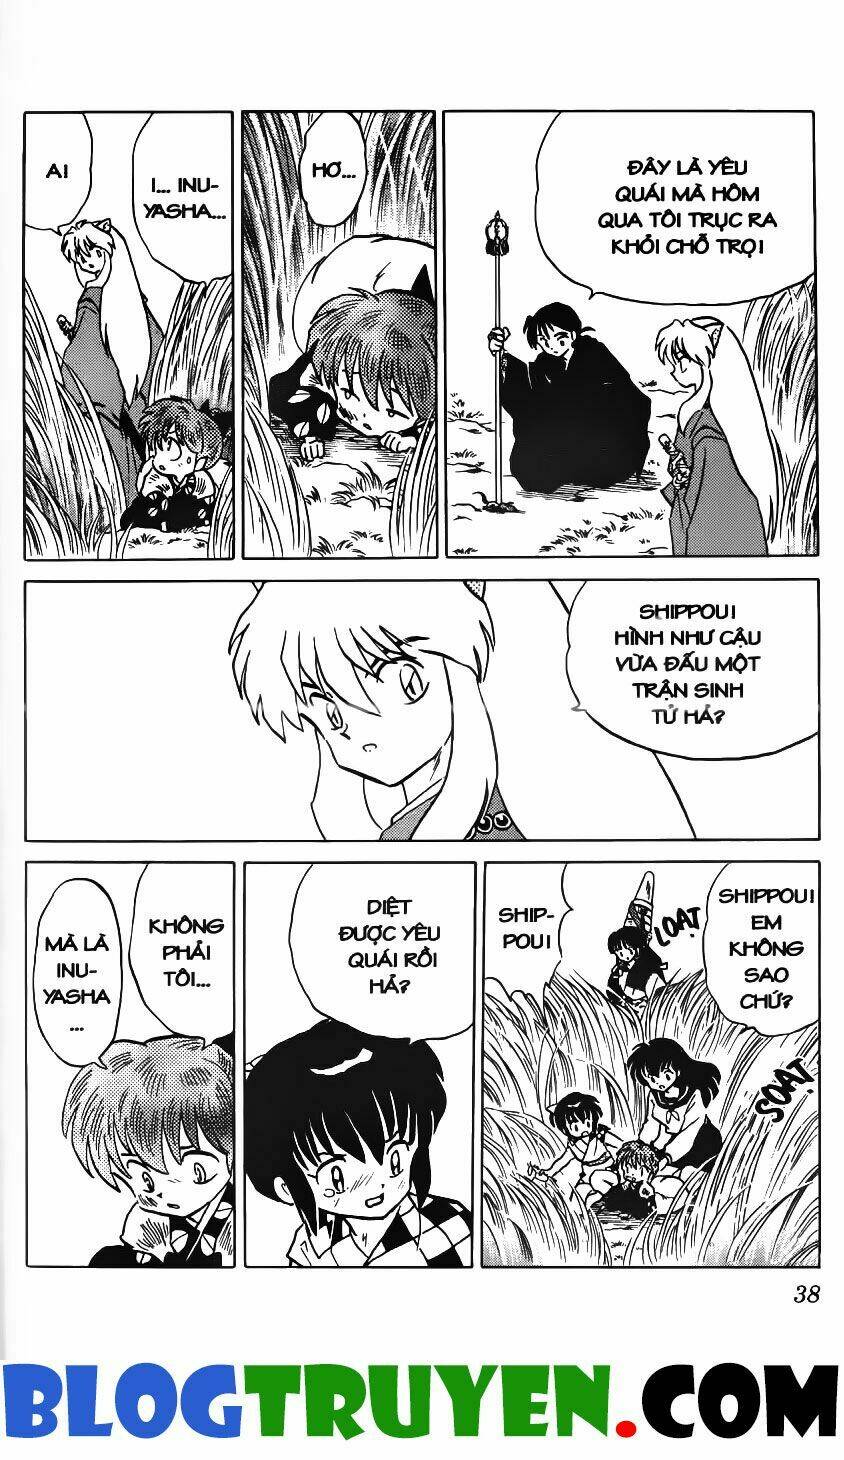 ĐÂY LÀ YÊU
QUÁI MÀ HÔM
QUA TÔI TRỤC RA
KHỎI CHỖ TRỌ!
HƠ...
I... INU-
YASHA...
A!
SHIPPOU!
HÌNH NHƯ CẬU
VỪA ĐẤU MỘT
TRẬN SINH
TỬ HẢ?
SHIPPOU!
EM
KHÔNG
SAO
CHỨ?
LOẠT
SHIP-
POU!
SOẠT
DIỆT
ĐƯỢC YÊU
QUÁI RỒI
HẢ?
KHÔNG
PHẢI
TÔI...
MÀ LÀ
INU-
YASHA
...
38
BLOGTRUYEN.COM